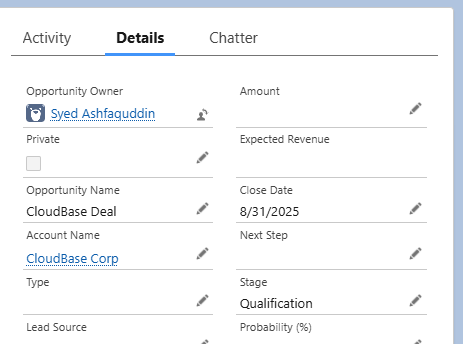 Activity Details Chatter
Opportunity Owner
Syed Ashfaquddin
Amount
Private
Expected Revenue
Opportunity Name
CloudBase Deal
Close Date
8/31/2025
Account Name
CloudBase Corp
Next Step
Type
Stage
Qualification
Lead Source
Probability (%)